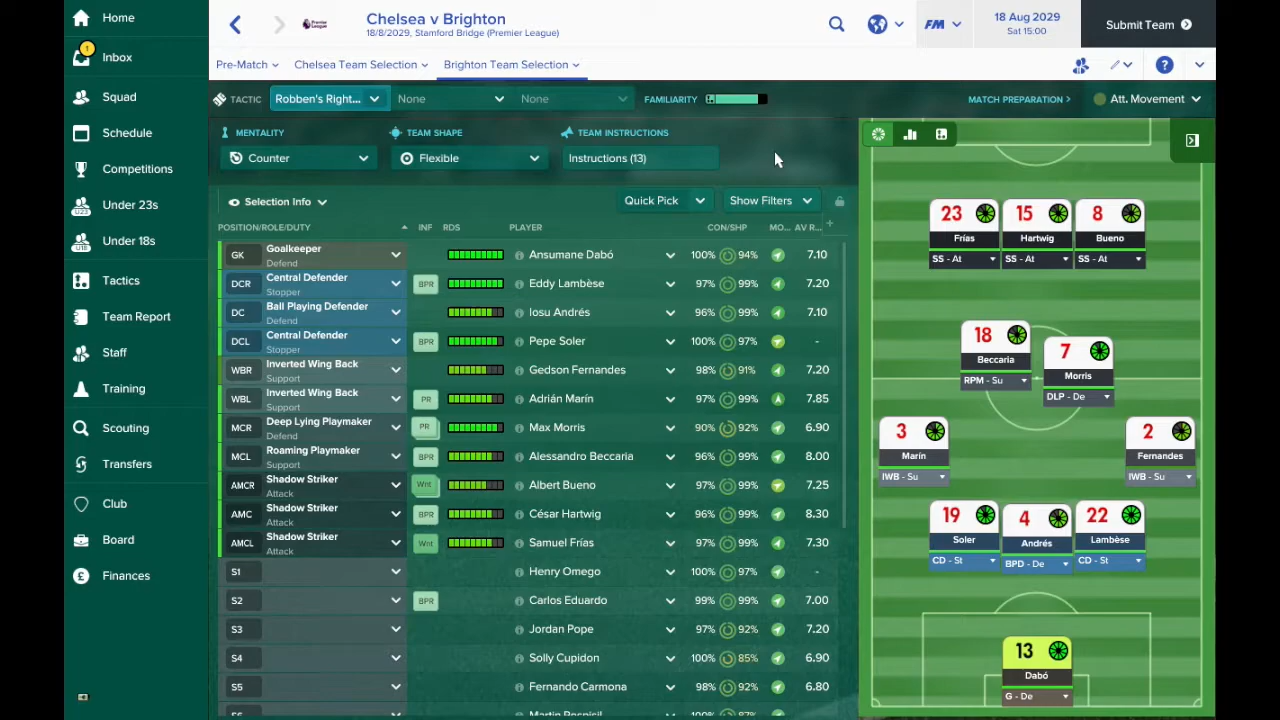 Home
1
Inbox
Squad
Schedule
Competitions
U23
Under 23s
U18
Under 18s
Tactics
Team Report
Staff
Training
Scouting
Transfers
Club
Board
Finances
Premier League
Chelsea v Brighton
18/8/2029, Stamford Bridge (Premier League)
FM
18 Aug 2029
Sat 15:00
Submit Team
Pre-Match
Chelsea Team Selection
Brighton Team Selection
?
TACTIC
Robben's Right...
None
None
FAMILIARITY
MATCH PREPARATION >
Att. Movement
MENTALITY
TEAM SHAPE
TEAM INSTRUCTIONS
Counter
Flexible
Instructions (13)
Selection Info
Quick Pick
Show Filters
POSITION/ROLE/DUTY INF RDS PLAYER CON/SHP MO... AV R... +
GK Goalkeeper Defend Ansumane Dabó 100% 94% 7.10
DCR Central Defender Stopper BPR Eddy Lambèse 97% 99% 7.20
DC Ball Playing Defender Defend Iosu Andrés 96% 99% 7.10
DCL Central Defender Stopper BPR Pepe Soler 100% 97% -
WBR Inverted Wing Back Support Gedson Fernandes 98% 91% 7.20
WBL Inverted Wing Back Support PR Adrián Marín 97% 99% 7.85
MCR Deep Lying Playmaker Defend PR Max Morris 90% 92% 6.90
MCL Roaming Playmaker Support BPR Alessandro Beccaria 96% 99% 8.00
AMCR Shadow Striker Attack Wnt Albert Bueno 97% 99% 7.25
AMC Shadow Striker Attack BPR César Hartwig 96% 99% 8.30
AMCL Shadow Striker Attack Wnt Samuel Frías 97% 99% 7.30
S1 Henry Omego 100% 97% -
S2 BPR Carlos Eduardo 99% 99% 7.00
S3 Jordan Pope 97% 92% 7.20
S4 Solly Cupidon 100% 85% 6.90
S5 Fernando Carmona 98% 92% 6.80
23 15 8
Frías Hartwig Bueno
SS - At SS - At SS - At
18
Beccaria
RPM - Su
7
Morris
DLP - De
3 2
Marín Fernandes
IWB - Su IWB - Su
19 4 22
Soler Andrés Lambèse
CD - St BPD - De CD - St
13
Dabó
G - De